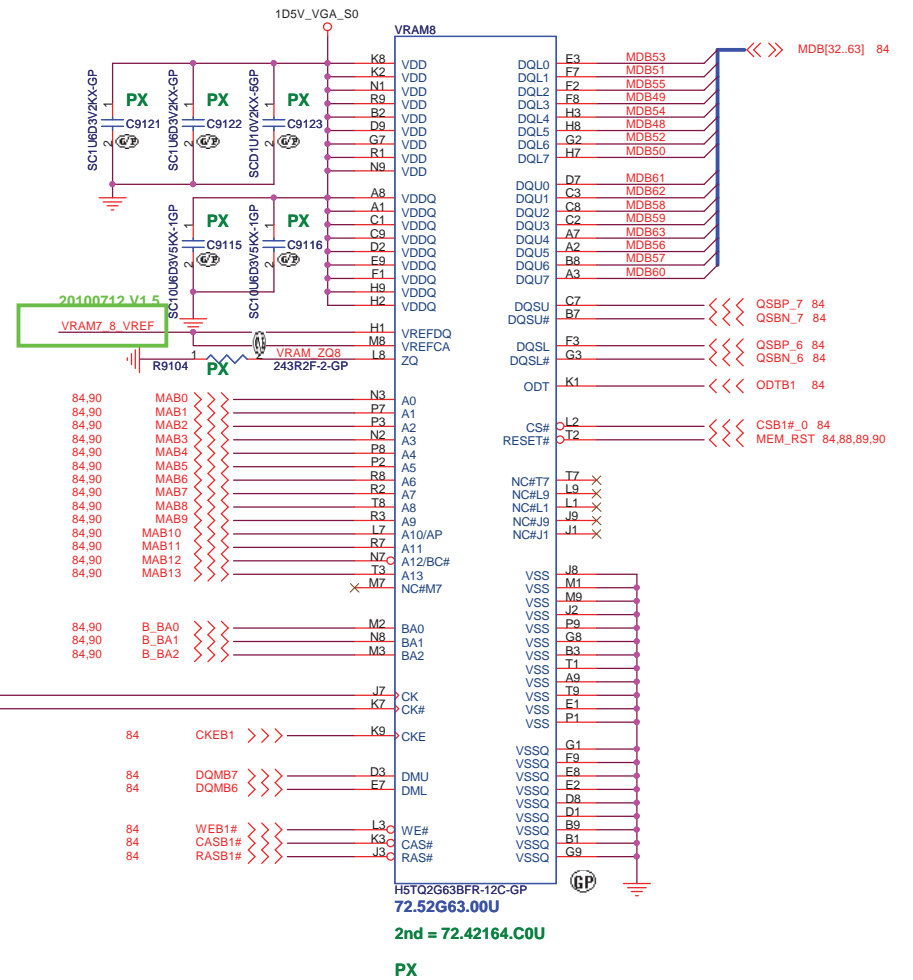 1D5V_VGA_S0
VRAM8
K8 VDD DQL0 E3 MDB53
MDB[32..63] 84
K2 VDD DQL1 F7 MDB51
N1 VDD DQL2 F2 MDB55
R9 VDD DQL3 F8 MDB49
B2 VDD DQL4 H3 MDB54
D9 VDD DQL5 H8 MDB48
G7 VDD DQL6 G2 MDB52
R1 VDD DQL7 H7 MDB50
N9 VDD
SC1U6D3V2KX-GP
1 PX
C9121
2 G/P
SC1U6D3V2KX-GP
1 PX
C9122
2 G/P
SCD1U10V2KX-5GP
1 PX
C9123
2 G/P
DQU0 D7 MDB61
A8 VDDQ DQU1 C3 MDB62
A1 VDDQ DQU2 C8 MDB58
C1 VDDQ DQU3 C2 MDB59
C9 VDDQ DQU4 A7 MDB63
D2 VDDQ DQU5 A2 MDB56
E9 VDDQ DQU6 B8 MDB57
F1 VDDQ DQU7 A3 MDB60
H9 VDDQ
H2 VDDQ
SC10U6D3V5KX-1GP
1 PX
C9115
2 G/P
SC10U6D3V5KX-1GP
1 PX
C9116
2 G/P
DQSU C7 QSBP_7 84
DQSU# B7 QSBN_7 84
20100712 V1.5
VRAM7_8_VREF
H1 VREFDQ
M8 VREFCA
DQSL F3 QSBP_6 84
DQSL# G3 QSBN_6 84
R9104 1 PX 2 VRAM_ZQ8 L8 ZQ
243R2F-2-GP
ODT K1 ODTB1 84
84,90 MAB0 N3 A0
84,90 MAB1 P7 A1
84,90 MAB2 P3 A2
84,90 MAB3 N2 A3
84,90 MAB4 P8 A4
84,90 MAB5 P2 A5
84,90 MAB6 R8 A6
84,90 MAB7 R2 A7
84,90 MAB8 T8 A8
84,90 MAB9 R3 A9
84,90 MAB10 L7 A10/AP
84,90 MAB11 R7 A11
84,90 MAB12 N7 A12/BC#
84,90 MAB13 T3 A13
M7 NC#M7
CS# L2 CSB1#_0 84
RESET# T2 MEM_RST 84,88,89,90
NC#T7 T7
NC#L9 L9
NC#L1 L1
NC#J9 J9
NC#J1 J1
VSS J8
VSS M1
VSS M9
VSS J2
VSS P9
VSS G8
VSS B3
VSS T1
VSS A9
VSS T9
VSS E1
VSS P1
84,90 B_BA0 M2 BA0
84,90 B_BA1 N8 BA1
84,90 B_BA2 M3 BA2
J7 CK
K7 CK#
84 CKEB1 K9 CKE
VSSQ G1
VSSQ F9
VSSQ E8
VSSQ E2
VSSQ D8
VSSQ D1
VSSQ B9
VSSQ B1
VSSQ G9
84 DQMB7 D3 DMU
84 DQMB6 E7 DML
84 WEB1# L3 WE#
84 CASB1# K3 CAS#
84 RASB1# J3 RAS#
H5TQ2G63BFR-12C-GP
GP
72.52G63.00U
2nd = 72.42164.C0U
PX